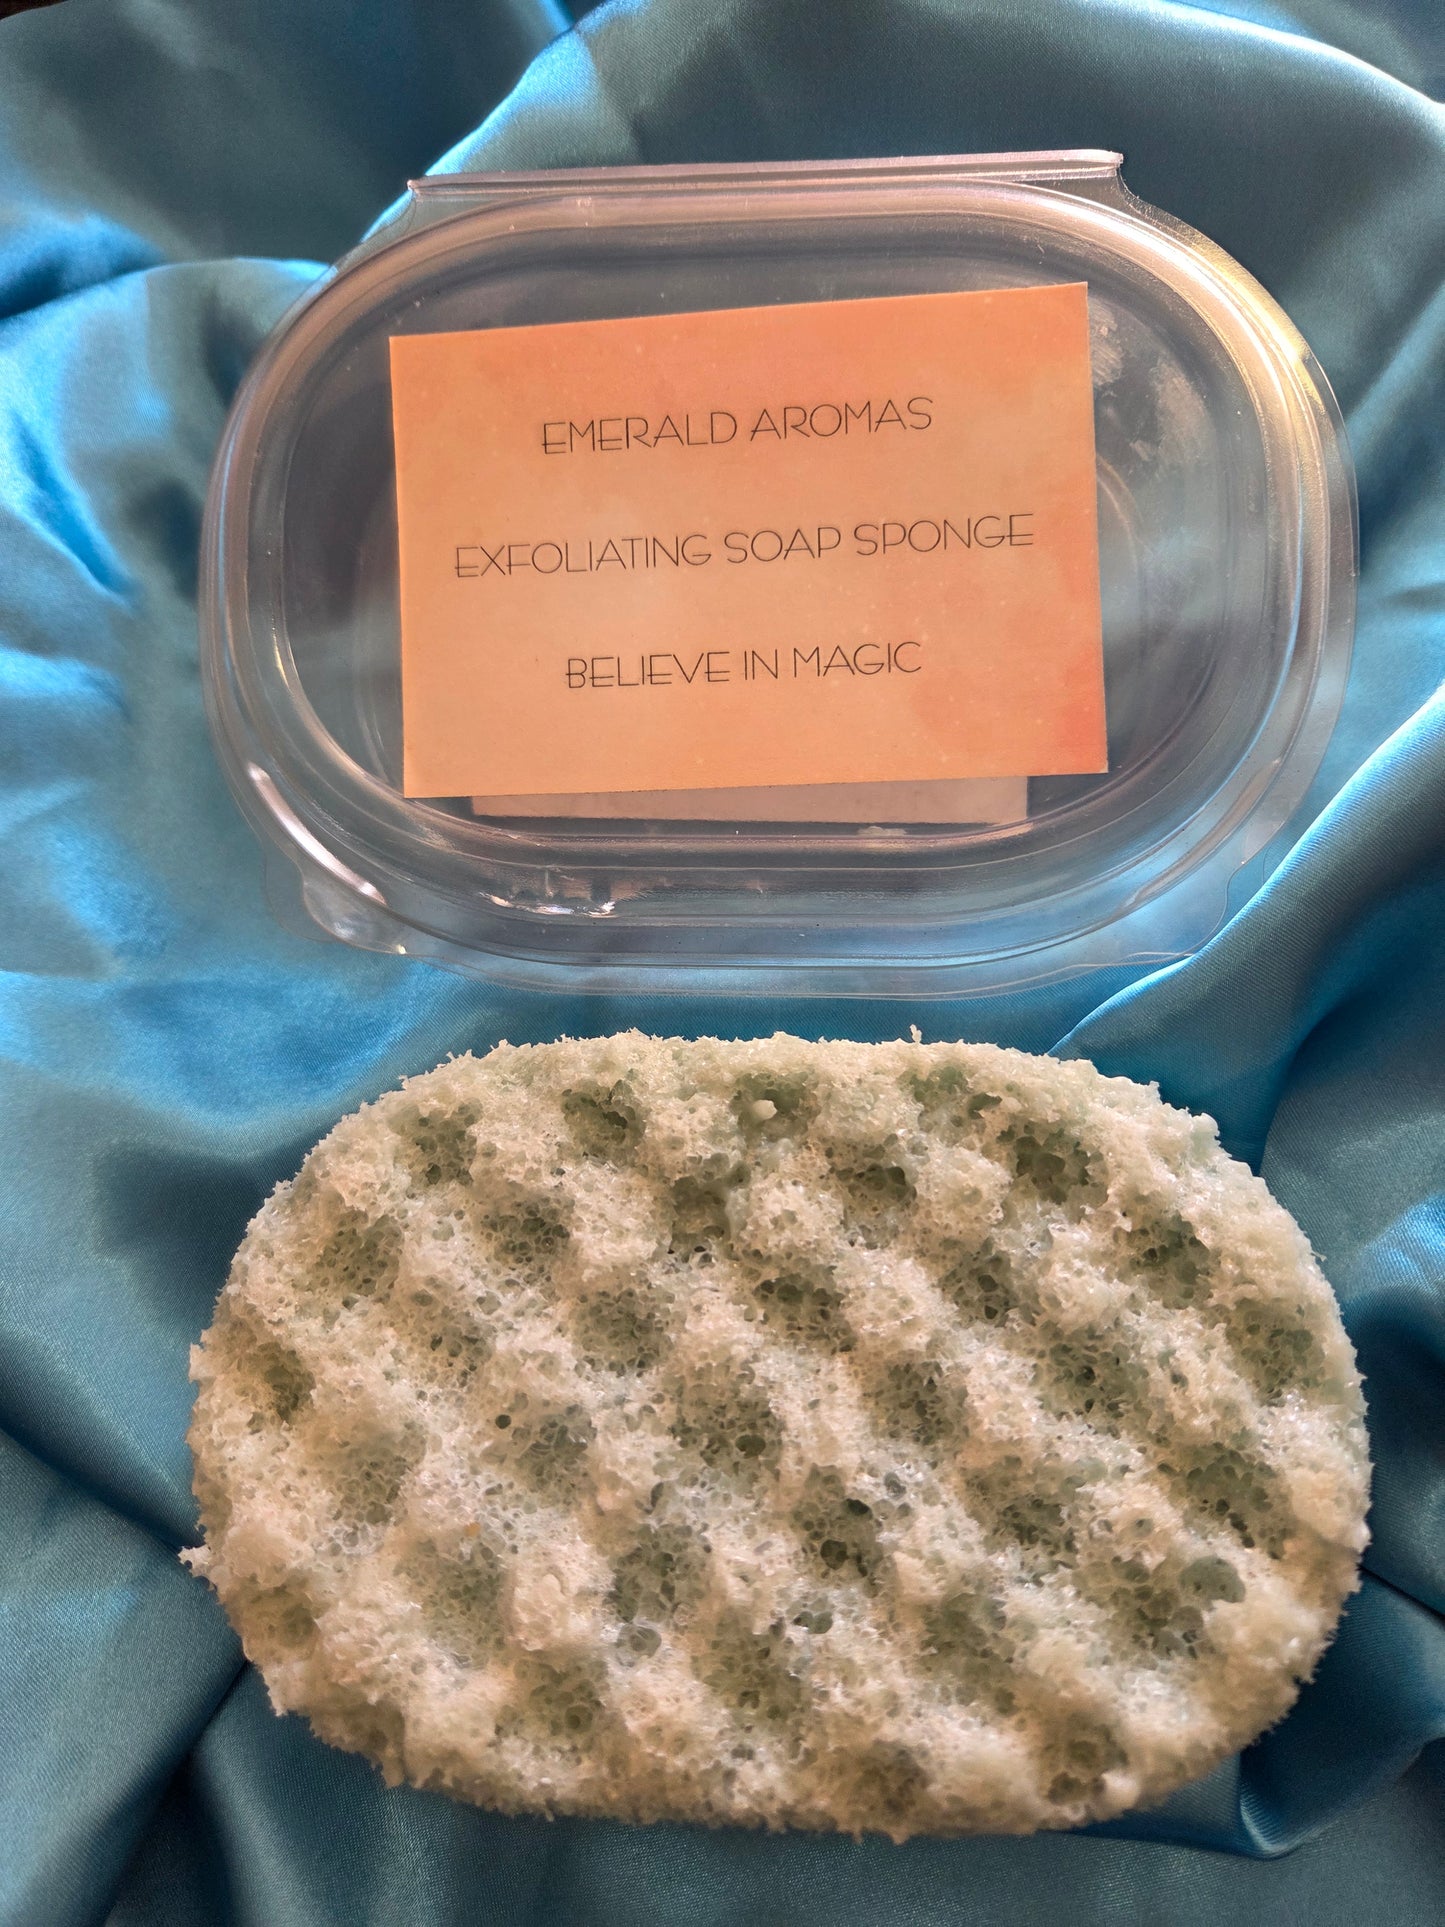 EMERALD AROMAS
EXFOLIATING SOAP SPONGE
BELIEVE IN MAGIC